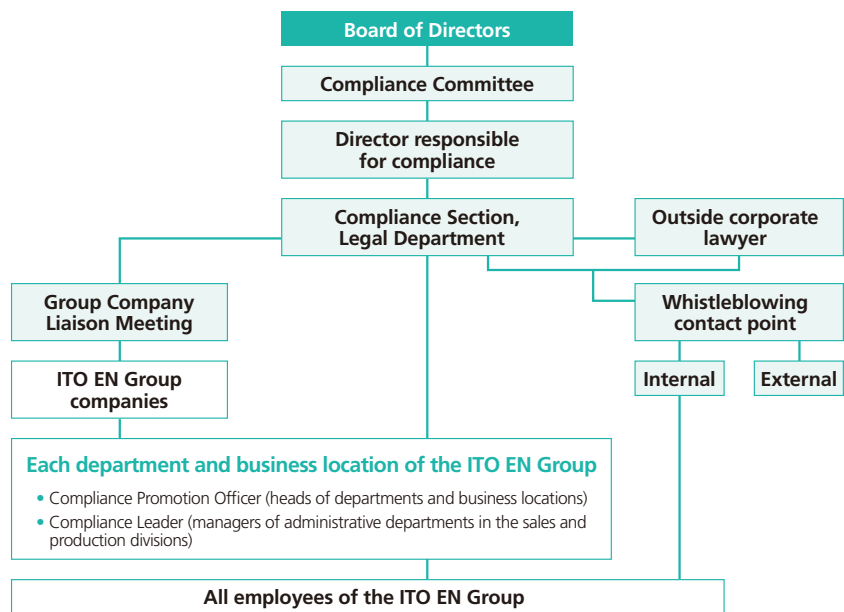 Board of Directors
Compliance Committee
Director responsible
for compliance
Compliance Section,
Legal Department
Outside corporate
lawyer
Group Company
Liaison Meeting
Whistleblowing
contact point
ITO EN Group
companies
Internal
External
Each department and business location of the ITO EN Group
• Compliance Promotion Officer (heads of departments and business locations)
• Compliance Leader (managers of administrative departments in the sales and
production divisions)
All employees of the ITO EN Group